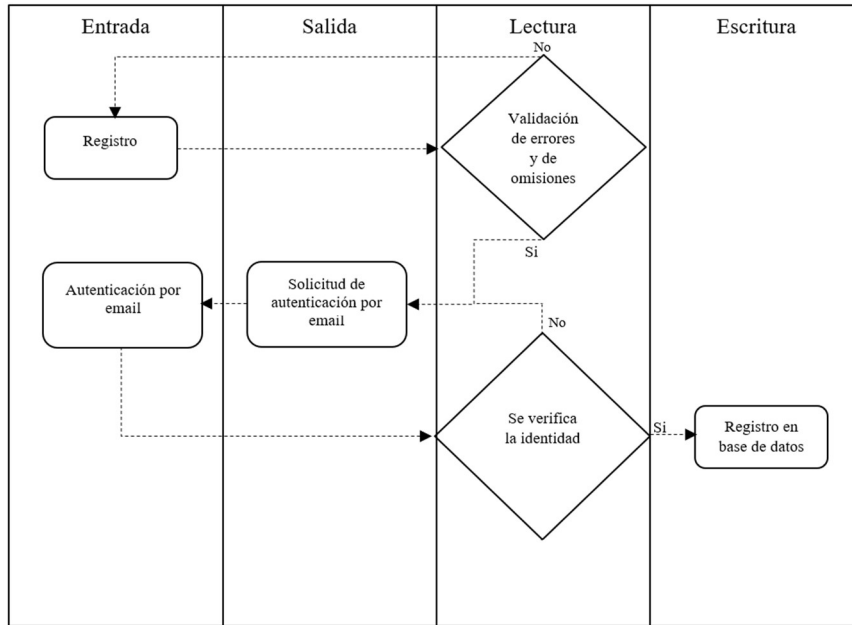 Entrada
Salida
Lectura
Escritura
No
Registro
Validación
de errores
y de
omisiones
Si
Autenticación por
email
Solicitud de
autenticación por
email
No
Se verifica
la identidad
Si
Registro en
base de datos